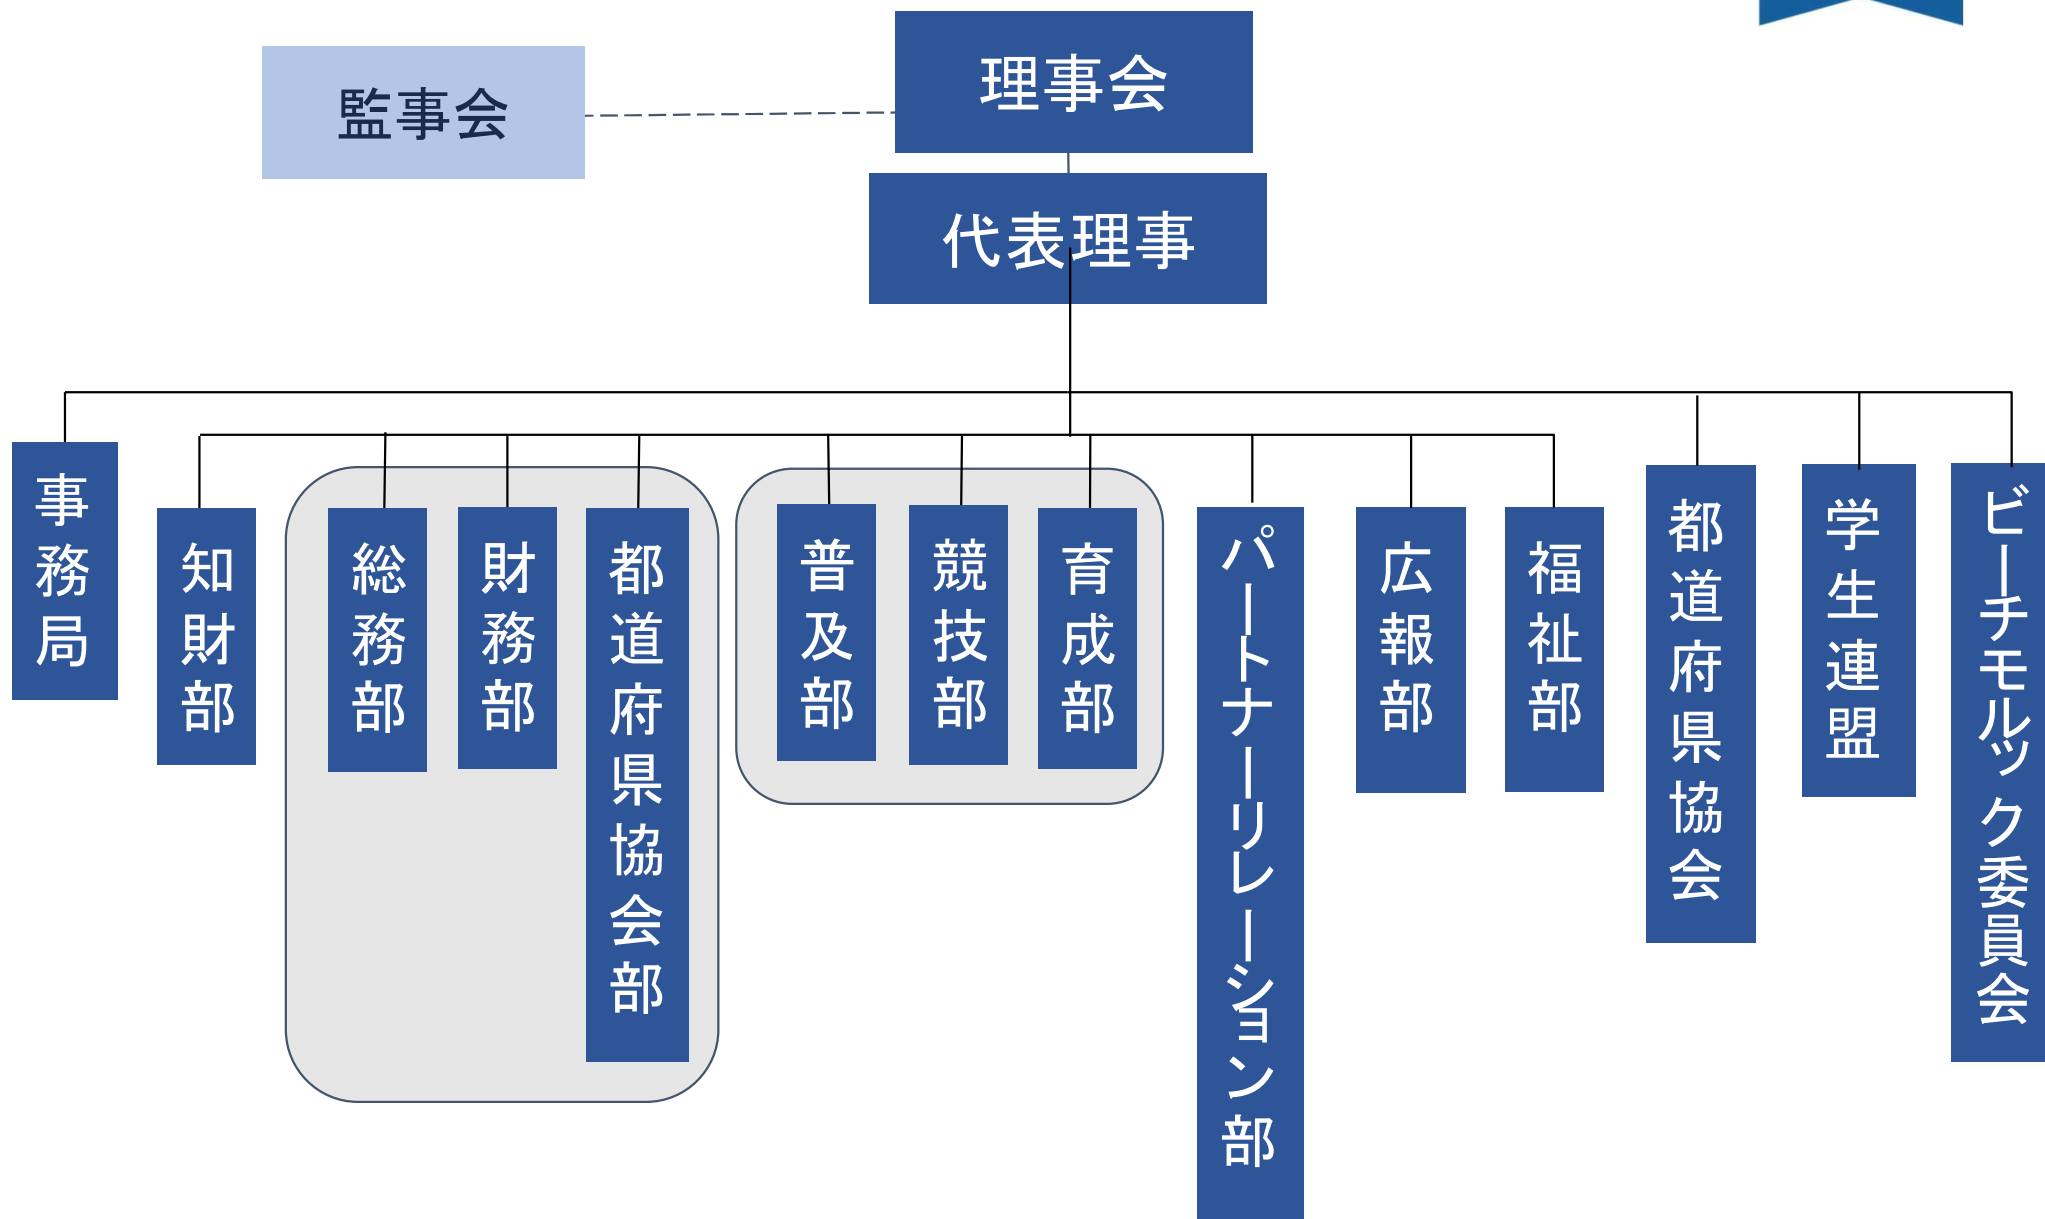 監事会
理事会
代表理事
事務局
知財部
総務部
財務部
都道府県協会部
普及部
競技部
育成部
パートナーリレーション部
広報部
福祉部
都道府県協会
学生連盟
ビーチモルック委員会